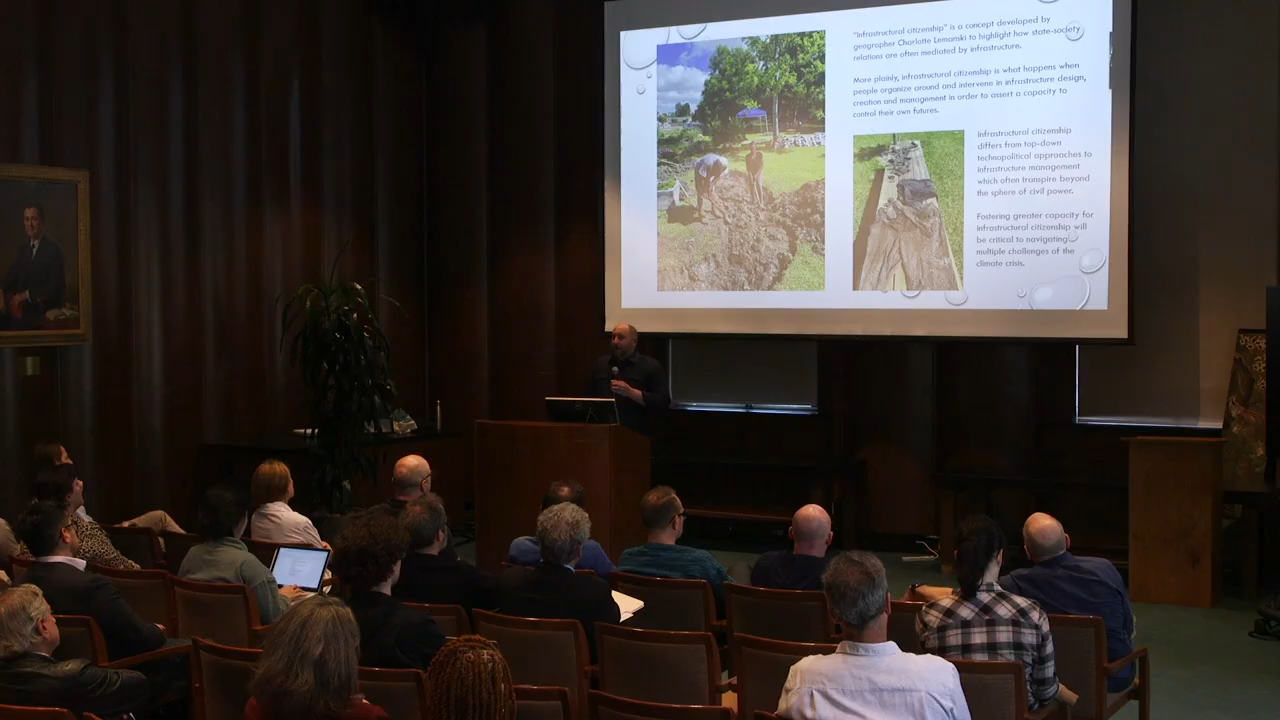 "Infrastructural citizenship" is a concept developed by
geographer Charlotte Lemanski to highlight how state-society
relations are often mediated by infrastructure.
More plainly, infrastructural citizenship is what happens when
people organize around and intervene in infrastructure design,
creation and management in order to assert a capacity to
control their own futures.
Infrastructural citizenship
differs from top-down
technopolitical approaches to
infrastructure management
which often transpire beyond
the sphere of civil power.
Fostering greater capacity for
infrastructural citizenship will
be critical to navigating
multiple challenges of the
climate crisis.